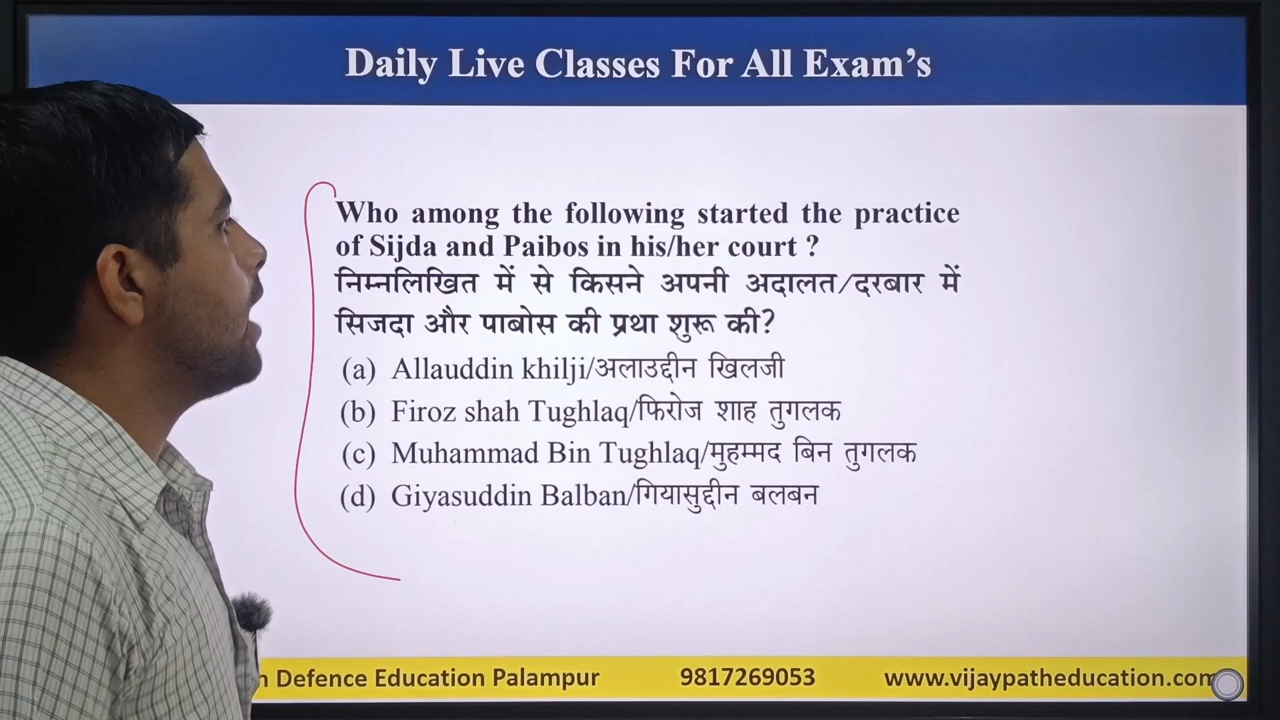 Daily Live Classes For All Exam's
Who among the following started the practice
of Sijda and Paibos in his/her court ?
निम्नलिखित में से किसने अपनी अदालत/दरबार में
सिजदा और पाबोस की प्रथा शुरू की?
(a) Allauddin khilji/अलाउद्दीन खिलजी
(b) Firoz shah Tughlaq/फिरोज शाह तुगलक
(c) Muhammad Bin Tughlaq/मुहम्मद बिन तुगलक
(d) Giyasuddin Balban/गियासुद्दीन बलबन
Defence Education Palampur 9817269053 www.vijaypatheducation.com